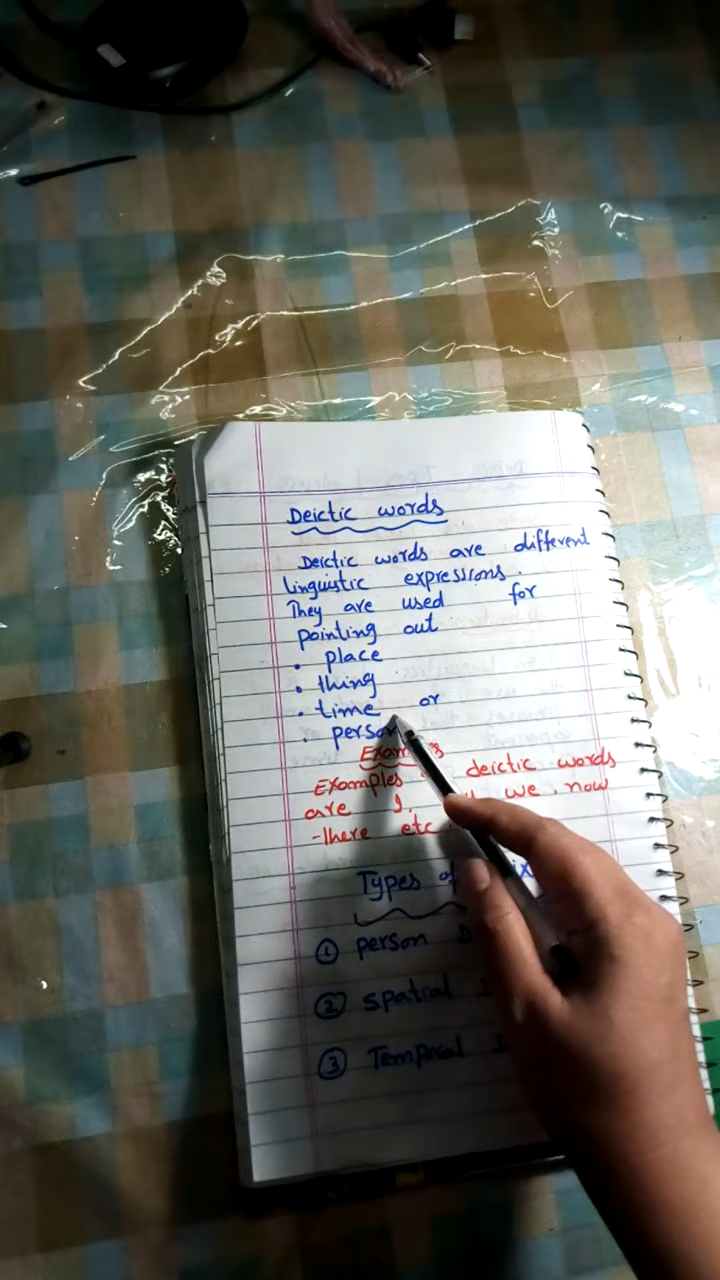 Deictic words
Deictic words are different
linguistic expressions.
They are used for
pointing out
• place
• thing
• time or
• person
Examples deictic words
are I, we, now
-there etc
Types of
① person D
② spatial
③ Temporal